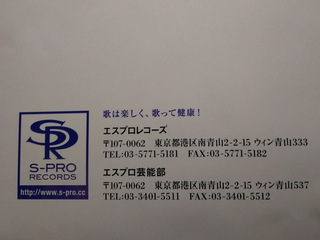 歌は楽しく、歌って健康!
SPR
S-PRO
RECORDS
http://www.s-pro.cc
エスプロレコーズ
〒107-0062 東京都港区南青山2-2-15 ウィン青山333
TEL:03-5771-5181 FAX:03-5771-5182
エスプロ芸能部
〒107-0062 東京都港区南青山2-2-15 ウィン青山537
TEL:03-3401-5511 FAX:03-3401-5512